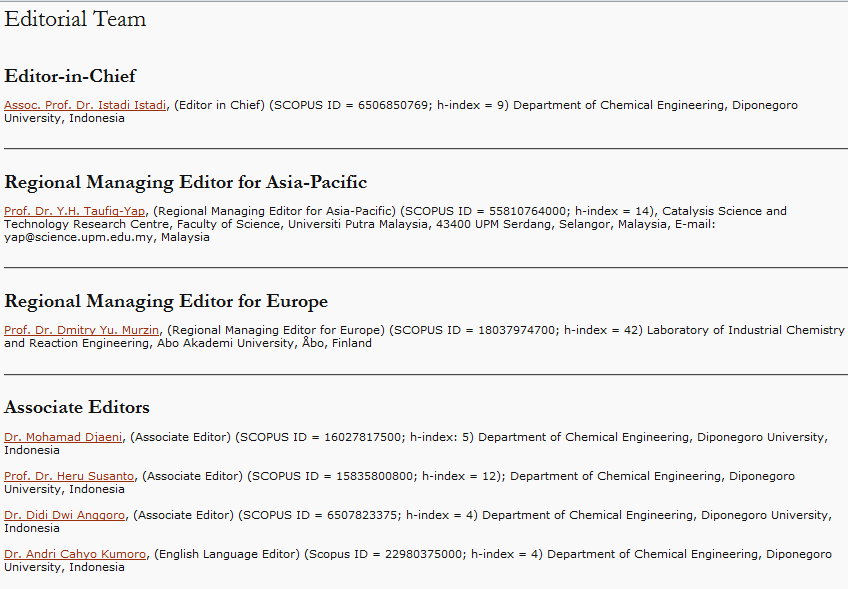 Editorial Team
Editor-in-Chief
Assoc. Prof. Dr. Istadi Istadi, (Editor in Chief) (SCOPUS ID = 6506850769; h-index = 9) Department of Chemical Engineering, Diponegoro
University, Indonesia
Regional Managing Editor for Asia-Pacific
Prof. Dr. Y.H. Taufiq-Yap, (Regional Managing Editor for Asia-Pacific) (SCOPUS ID = 55810764000; h-index = 14), Catalysis Science and
Technology Research Centre, Faculty of Science, Universiti Putra Malaysia, 43400 UPM Serdang, Selangor, Malaysia, E-mail:
yap@science.upm.edu.my, Malaysia
Regional Managing Editor for Europe
Prof. Dr. Dmitry Yu. Murzin, (Regional Managing Editor for Europe) (SCOPUS ID = 18037974700; h-index = 42) Laboratory of Industrial Chemistry
and Reaction Engineering, Abo Akademi University, Åbo, Finland
Associate Editors
Dr. Mohamad Djaeni, (Associate Editor) (SCOPUS ID = 16027817500; h-index: 5) Department of Chemical Engineering, Diponegoro University,
Indonesia
Prof. Dr. Heru Susanto, (Associate Editor) (SCOPUS ID = 15835800800; h-index = 12); Department of Chemical Engineering, Diponegoro
University, Indonesia
Dr. Didi Dwi Anggoro, (Associate Editor) (SCOPUS ID = 6507823375; h-index = 4) Department of Chemical Engineering, Diponegoro University,
Indonesia
Dr. Andri Cahyo Kumoro, (English Language Editor) (Scopus ID = 22980375000; h-index = 4) Department of Chemical Engineering, Diponegoro
University, Indonesia